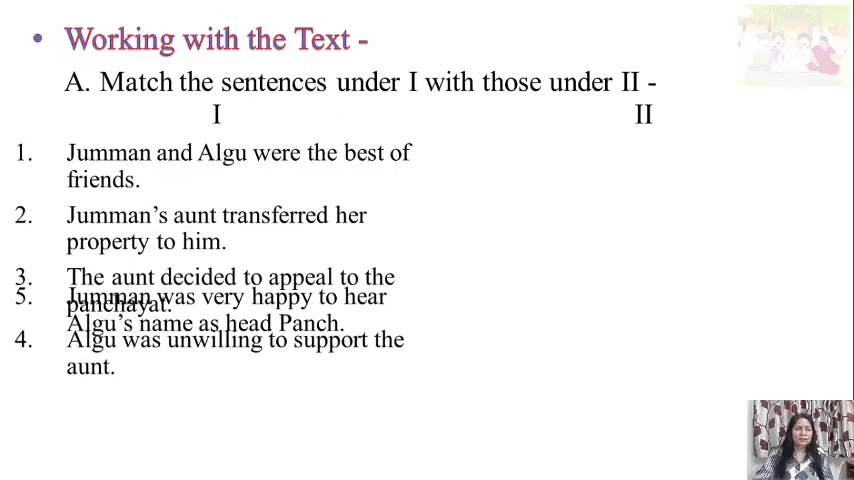 • Working with the Text -
A. Match the sentences under I with those under II -
I II
1. Jumman and Algu were the best of
friends.
2. Jumman’s aunt transferred her
property to him.
3. The aunt decided to appeal to the
panchayat.
5. Jumman was very happy to hear
Algu’s name as head Panch.
4. Algu was unwilling to support the
aunt.